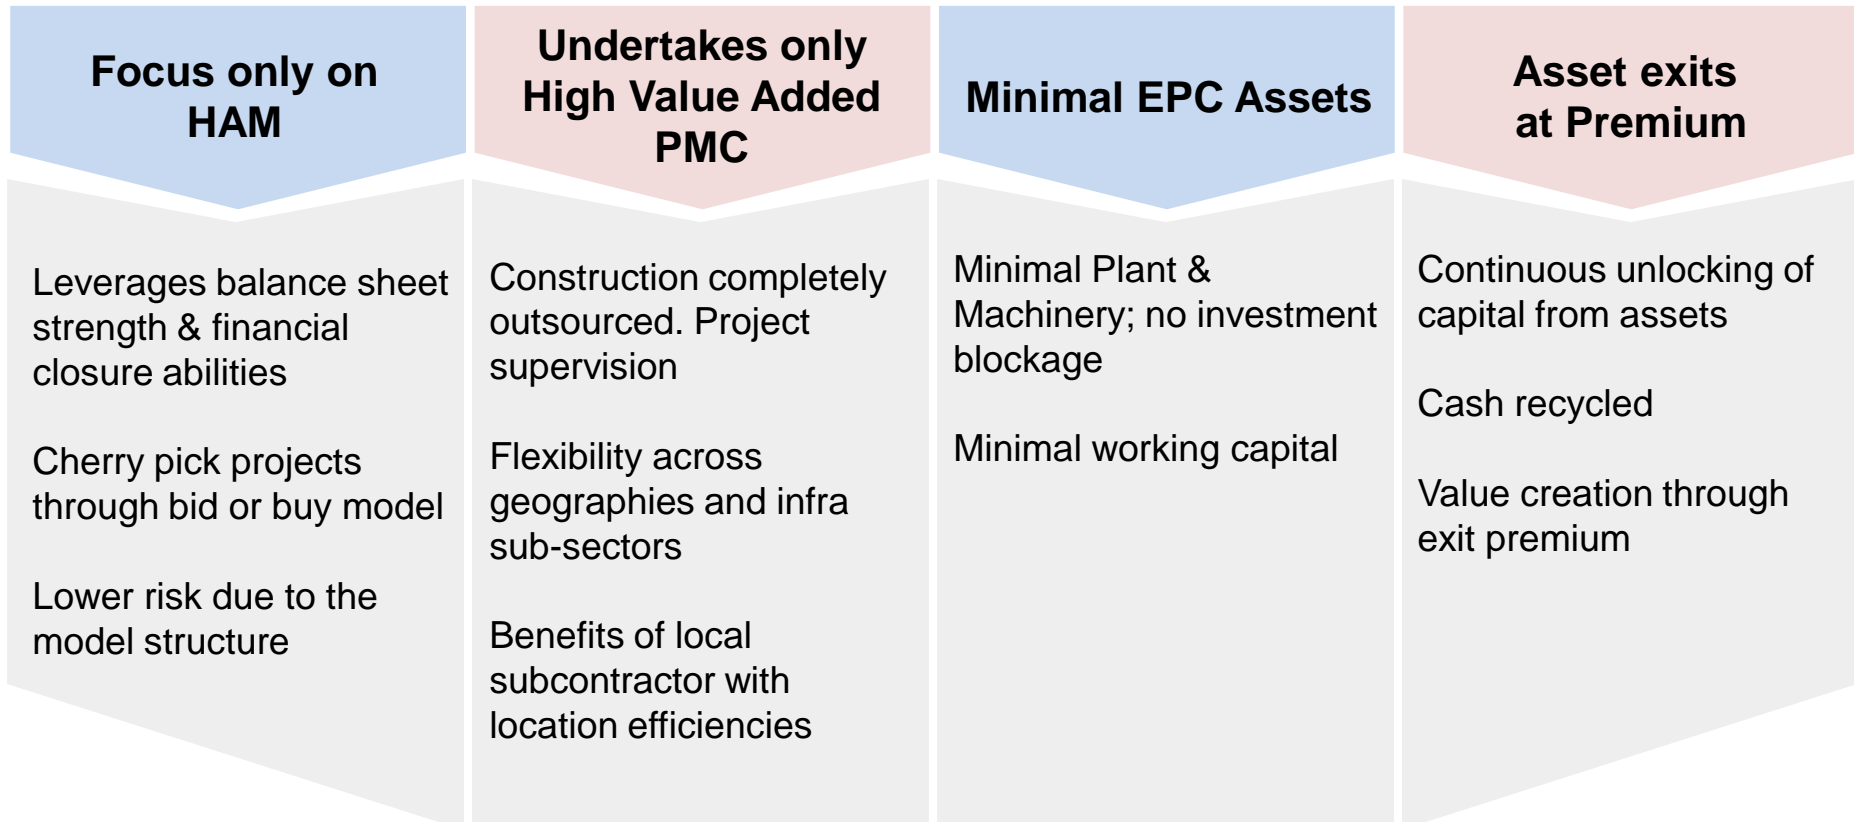 Focus only on
HAM
Leverages balance sheet
strength & financial
closure abilities
Cherry pick projects
through bid or buy model
Lower risk due to the
model structure
Undertakes only
High Value Added
PMC
Construction completely
outsourced. Project
supervision
Flexibility across
geographies and infra
sub-sectors
Benefits of local
subcontractor with
location efficiencies
Minimal EPC Assets
Minimal Plant &
Machinery; no investment
blockage
Minimal working capital
Asset exits
at Premium
Continuous unlocking of
capital from assets
Cash recycled
Value creation through
exit premium